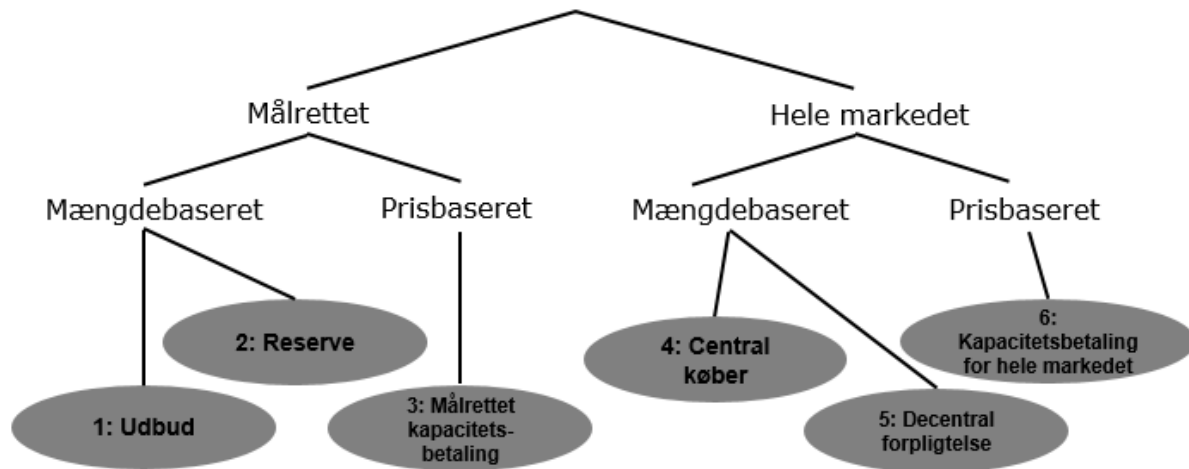 Målrettet
Hele markedet
Mængdebaseret
Prisbaseret
Mængdebaseret
Prisbaseret
1: Udbud
2: Reserve
3: Målrettet
kapacitets-
betaling
4: Central
køber
5: Decentral
forpligtelse
6:
Kapacitetsbetaling
for hele markedet